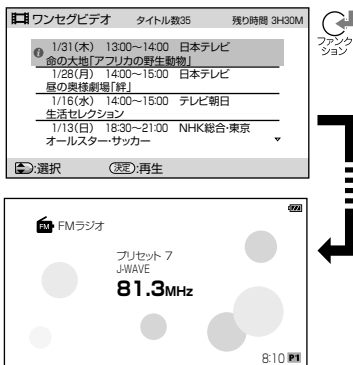 ワンセグビデオ タイトル数35 残り時間 3H30M
1/31(木) 13:00~14:00 日本テレビ
命の大地「アフリカの野生動物」
1/28(月) 14:00~15:00 日本テレビ
昼の奥様劇場「絆」
1/16(水) 14:00~15:00 テレビ朝日
生活セレクション
1/13(日) 18:30~21:00 NHK総合・東京
オールスター・サッカー
:選択 決定:再生
ファンク
ション
FM FMラジオ
プリセット 7
J-WAVE
81.3MHz
8:10 P1